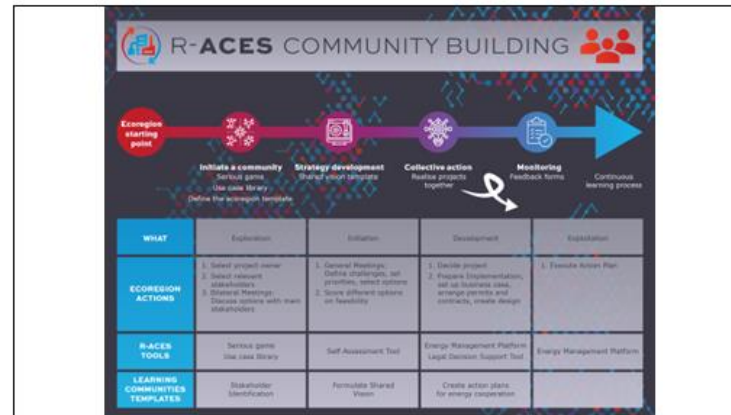 R-ACES COMMUNITY BUILDING
Ecoregion
starting
point
Initiate a community
Serious game
Use case library
Define the ecoregion template
Strategy development
Shared vision template
Collective action
Realise projects
together
Monitoring
Feedback forms
Continuous
learning process
WHAT
Exploration
Initiation
Development
Exploitation
ECOREGION
ACTIONS
1. Select project owner
2. Select relevant
stakeholders
3. Bilateral Meetings:
Discuss options with main
stakeholders
1. General Meetings:
Define challenges, set
priorities, select options
2. Score different options
on feasibility
1. Decide project
2. Prepare Implementation,
set up business case,
arrange permits and
contracts, create design
1. Execute Action Plan
R-ACES
TOOLS
Serious game
Use case library
Self-Assessment Tool
Energy Management Platform
Legal Decision Support Tool
Energy Management Platform
LEARNING
COMMUNITIES
TEMPLATES
Stakeholder
Identification
Formulate Shared
Vision
Create action plans
for energy cooperation